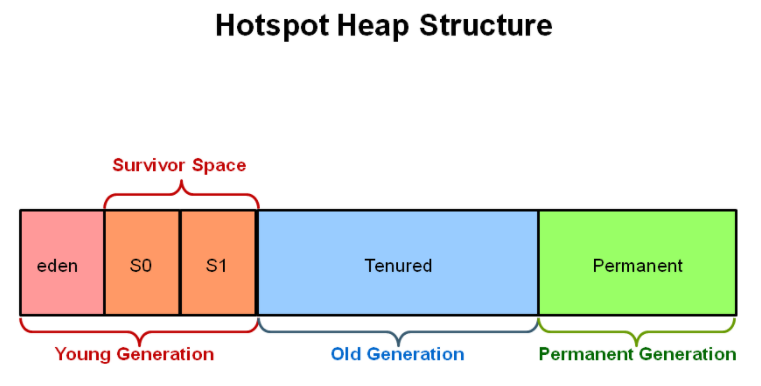 Hotspot Heap Structure
Survivor Space
eden
S0
S1
Tenured
Permanent
Young Generation
Old Generation
Permanent Generation